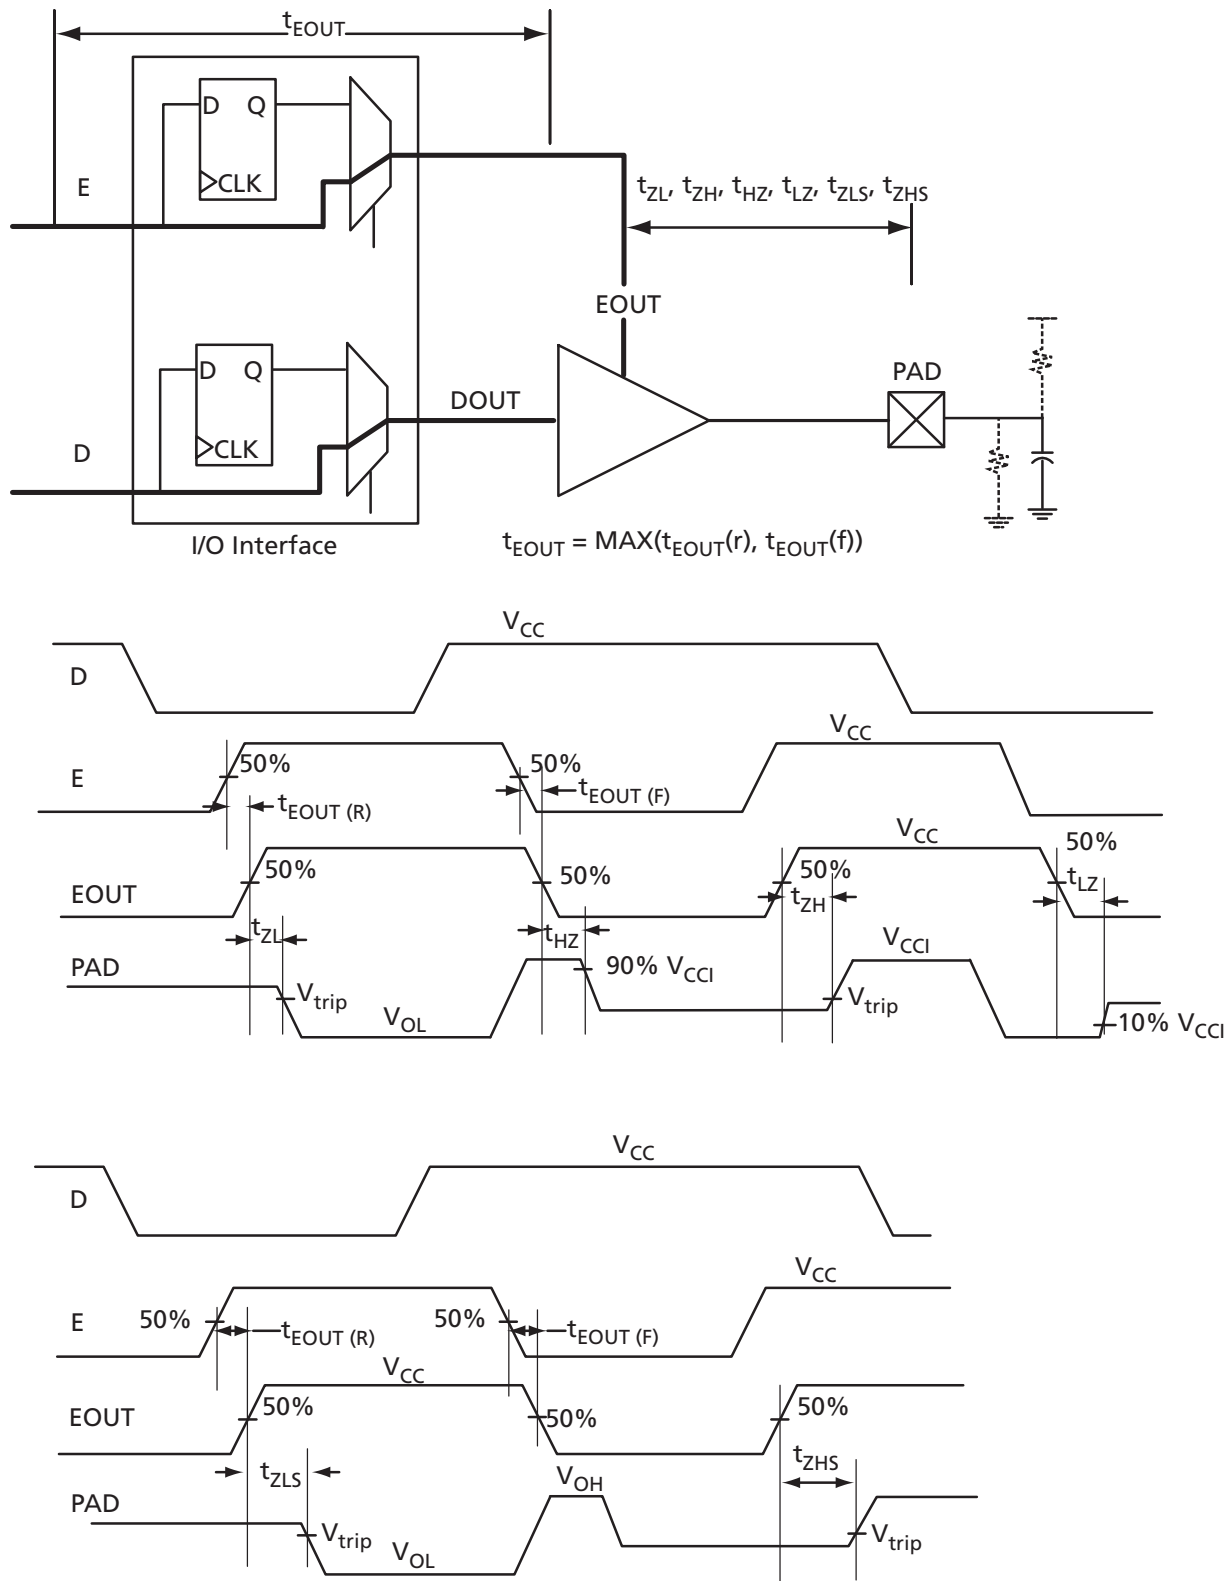 tEOUT
D Q
CLK
E
tZL, tZH, tHZ, tLZ, tZLS, tZHS
EOUT
D Q
CLK
D
DOUT
PAD
I/O Interface
tEOUT = MAX(tEOUT(r), tEOUT(f))
VCC
D
VCC
E
50%
50%
tEOUT (R)
tEOUT (F)
VCC
50%
EOUT
50%
50%
50%
tZL
tHZ
tZH
tLZ
PAD
VCCI
90% VCCI
Vtrip
Vtrip
VOL
10% VCCI
VCC
D
VCC
E
50%
tEOUT (R)
50%
tEOUT (F)
VCC
EOUT
50%
50%
50%
tZLS
tZHS
PAD
VOH
Vtrip
Vtrip
VOL